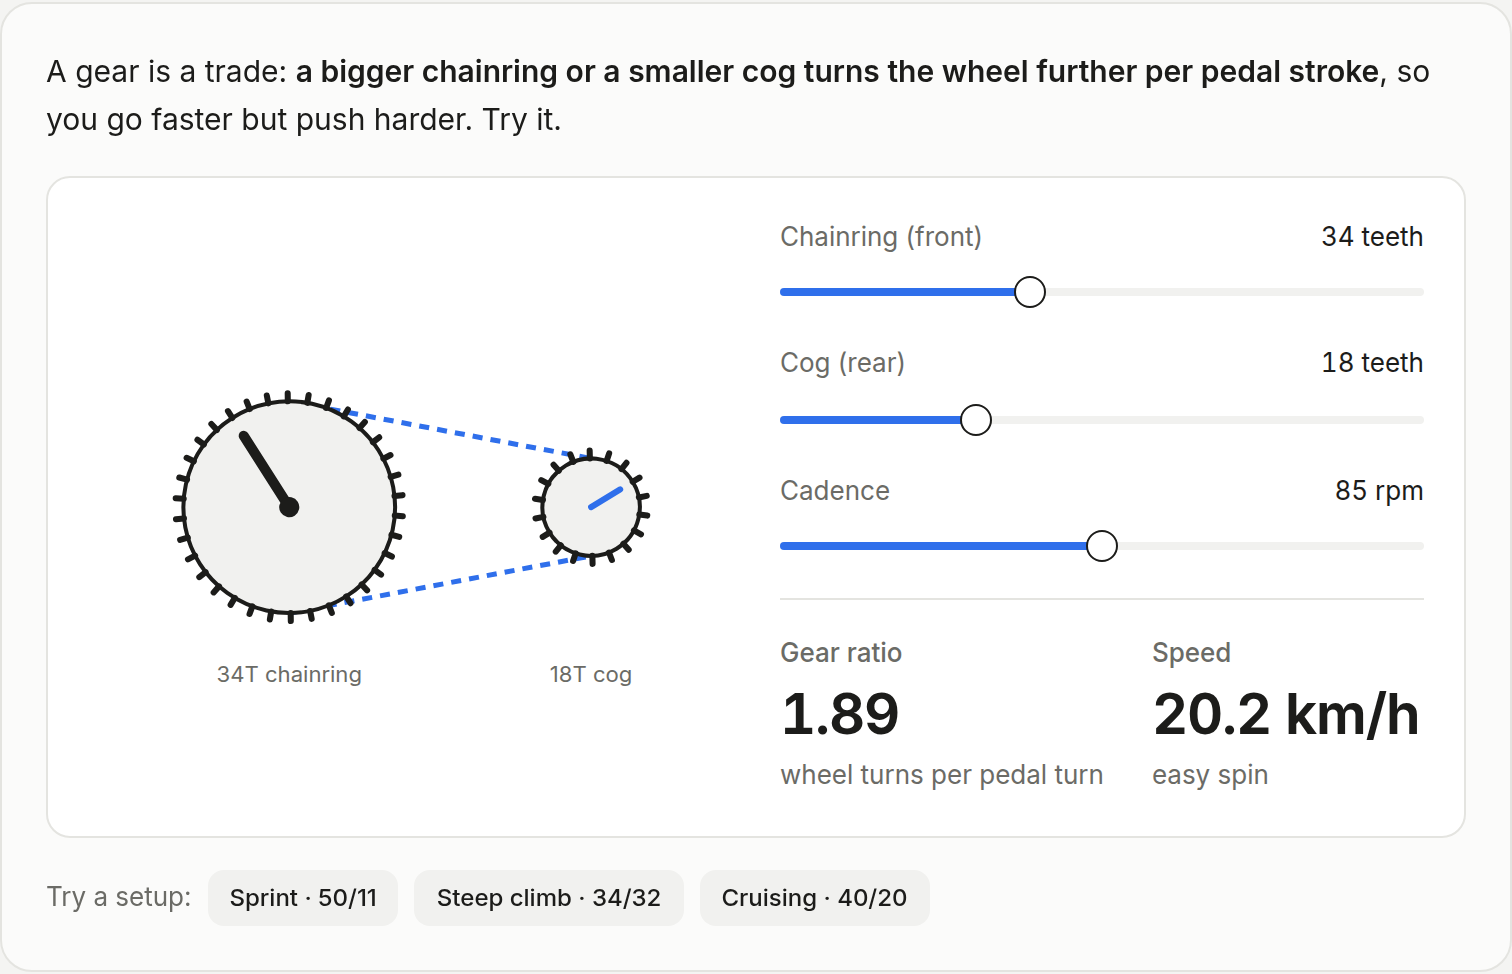 A gear is a trade: a bigger chainring or a smaller cog turns the wheel further per pedal stroke, so
you go faster but push harder. Try it.
34T chainring
18T cog
Chainring (front) 34 teeth
Cog (rear) 18 teeth
Cadence 85 rpm
Gear ratio
1.89
wheel turns per pedal turn
Speed
20.2 km/h
easy spin
Try a setup: Sprint · 50/11 Steep climb · 34/32 Cruising · 40/20